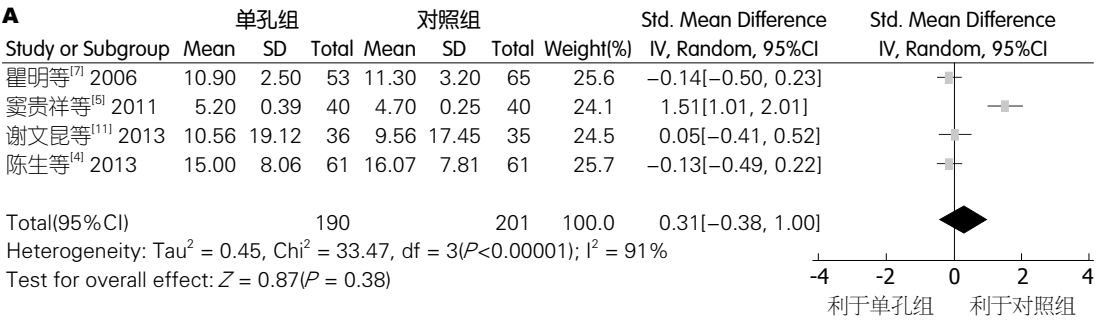 A 单孔组 对照组 Std. Mean Difference Std. Mean Difference
Study or Subgroup Mean SD Total Mean SD Total Weight(%) IV, Random, 95%CI IV, Random, 95%CI
瞿明等[7] 2006 10.90 2.50 53 11.30 3.20 65 25.6 −0.14[−0.50, 0.23]
窦贵祥等[5] 2011 5.20 0.39 40 4.70 0.25 40 24.1 1.51[1.01, 2.01]
谢文昆等[11] 2013 10.56 19.12 36 9.56 17.45 35 24.5 0.05[−0.41, 0.52]
陈生等[4] 2013 15.00 8.06 61 16.07 7.81 61 25.7 −0.13[−0.49, 0.22]
Total(95%CI) 190 201 100.0 0.31[−0.38, 1.00]
Heterogeneity: Tau² = 0.45, Chi² = 33.47, df = 3(P<0.00001); I² = 91%
Test for overall effect: Z = 0.87(P = 0.38)
-4 -2 0 2 4
利于单孔组 利于对照组